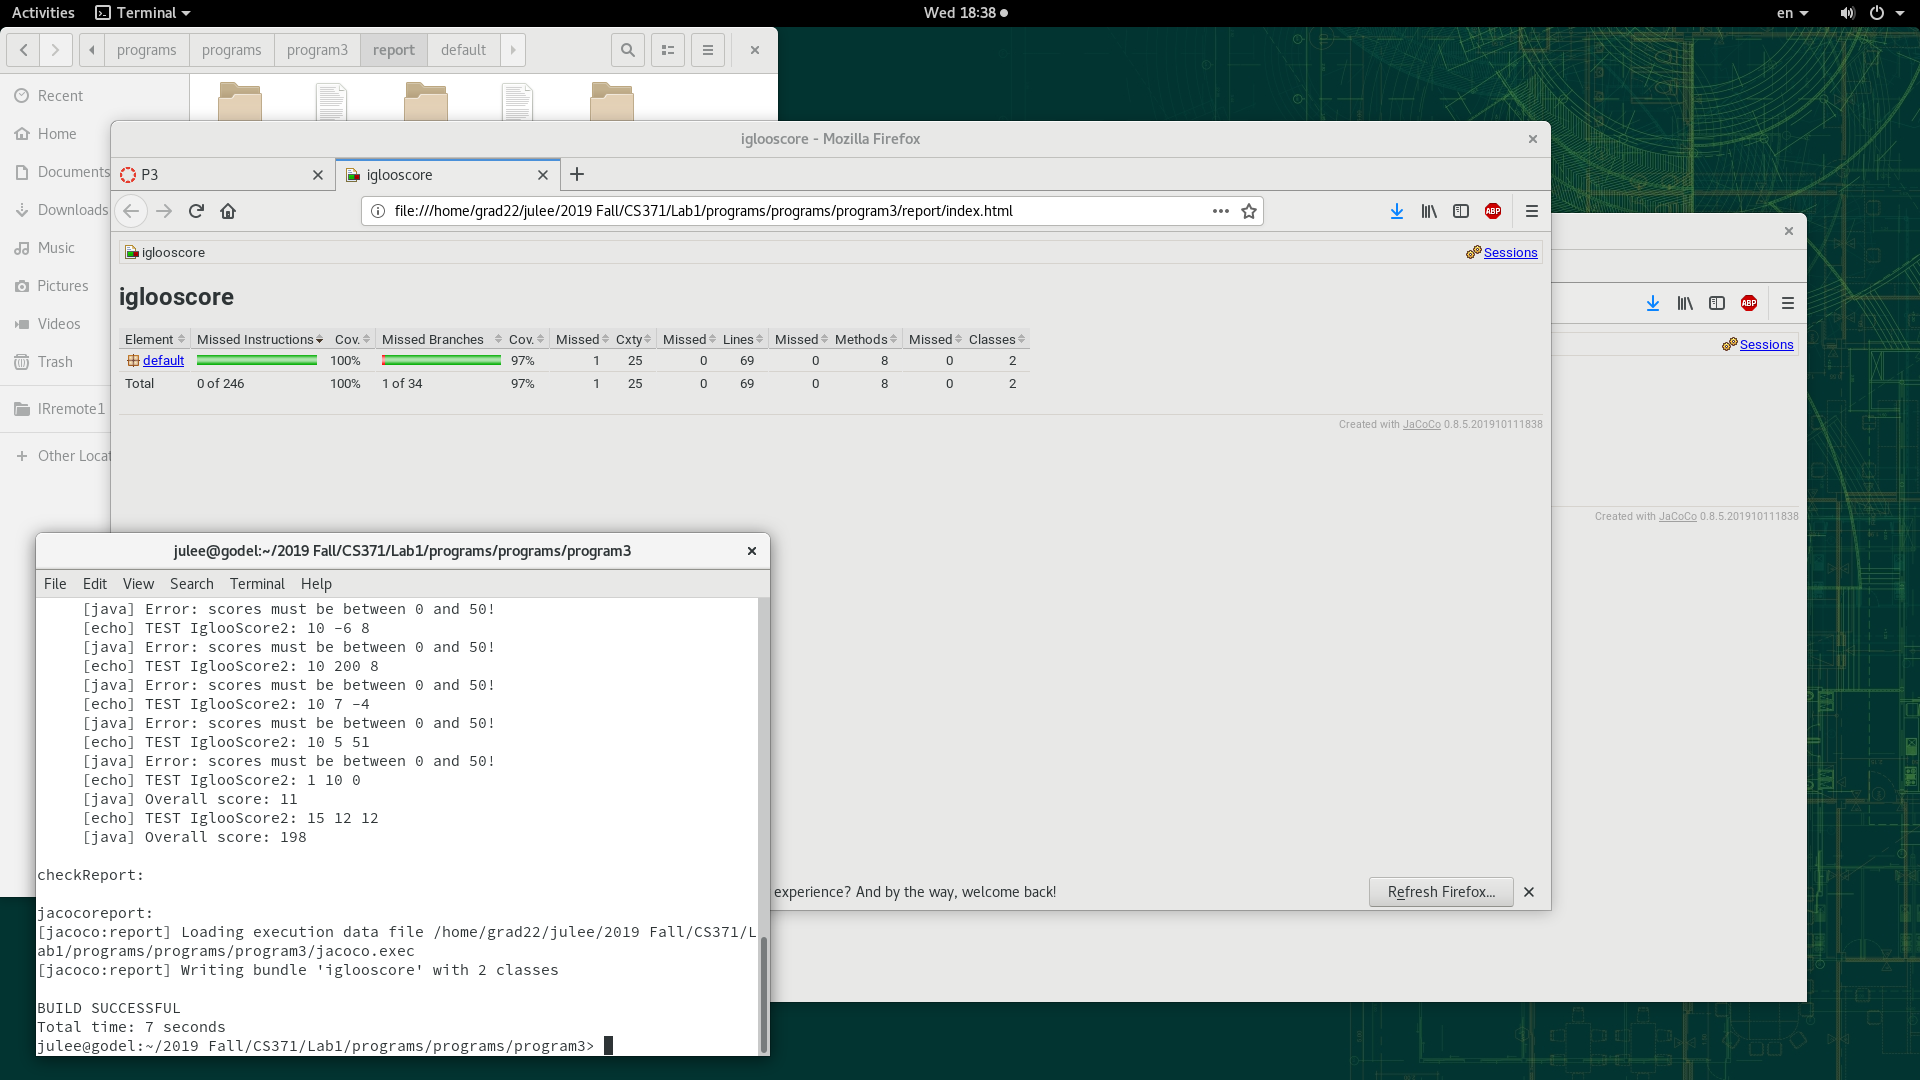 Activities Terminal Wed 18:38 en
programs programs program3 report default
Recent
Home
Documents
Downloads
Music
Pictures
Videos
Trash
IRremote1
+ Other Locat
iglooscore - Mozilla Firefox
P3 iglooscore
file:///home/grad22/julee/2019 Fall/CS371/Lab1/programs/programs/program3/report/index.html ABP
iglooscore Sessions
iglooscore
Element Missed Instructions Cov. Missed Branches Cov. Missed Cxty Missed Lines Missed Methods Missed Classes
default 100% 97% 1 25 0 69 0 8 0 2
Total 0 of 246 100% 1 of 34 97% 1 25 0 69 0 8 0 2
Created with JaCoCo 0.8.5.201910111838
experience? And by the way, welcome back! Refresh Firefox...
ABP
Sessions
Created with JaCoCo 0.8.5.201910111838
julee@godel:~/2019 Fall/CS371/Lab1/programs/programs/program3
File Edit View Search Terminal Help
[java] Error: scores must be between 0 and 50!
[echo] TEST IglooScore2: 10 -6 8
[java] Error: scores must be between 0 and 50!
[echo] TEST IglooScore2: 10 200 8
[java] Error: scores must be between 0 and 50!
[echo] TEST IglooScore2: 10 7 -4
[java] Error: scores must be between 0 and 50!
[echo] TEST IglooScore2: 10 5 51
[java] Error: scores must be between 0 and 50!
[echo] TEST IglooScore2: 1 10 0
[java] Overall score: 11
[echo] TEST IglooScore2: 15 12 12
[java] Overall score: 198
checkReport:
jacocoreport:
[jacoco:report] Loading execution data file /home/grad22/julee/2019 Fall/CS371/L
ab1/programs/programs/program3/jacoco.exec
[jacoco:report] Writing bundle 'iglooscore' with 2 classes
BUILD SUCCESSFUL
Total time: 7 seconds
julee@godel:~/2019 Fall/CS371/Lab1/programs/programs/program3>